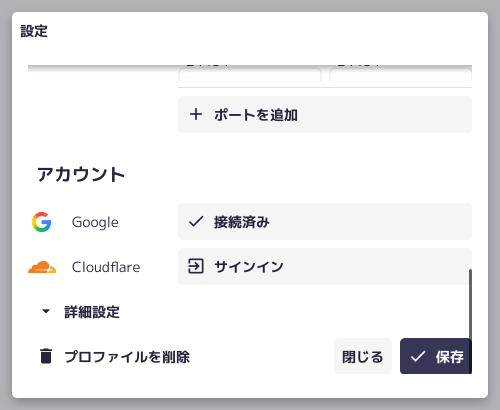 設定
ポートを追加
アカウント
Google
接続済み
Cloudflare
サインイン
詳細設定
プロファイルを削除
閉じる
保存